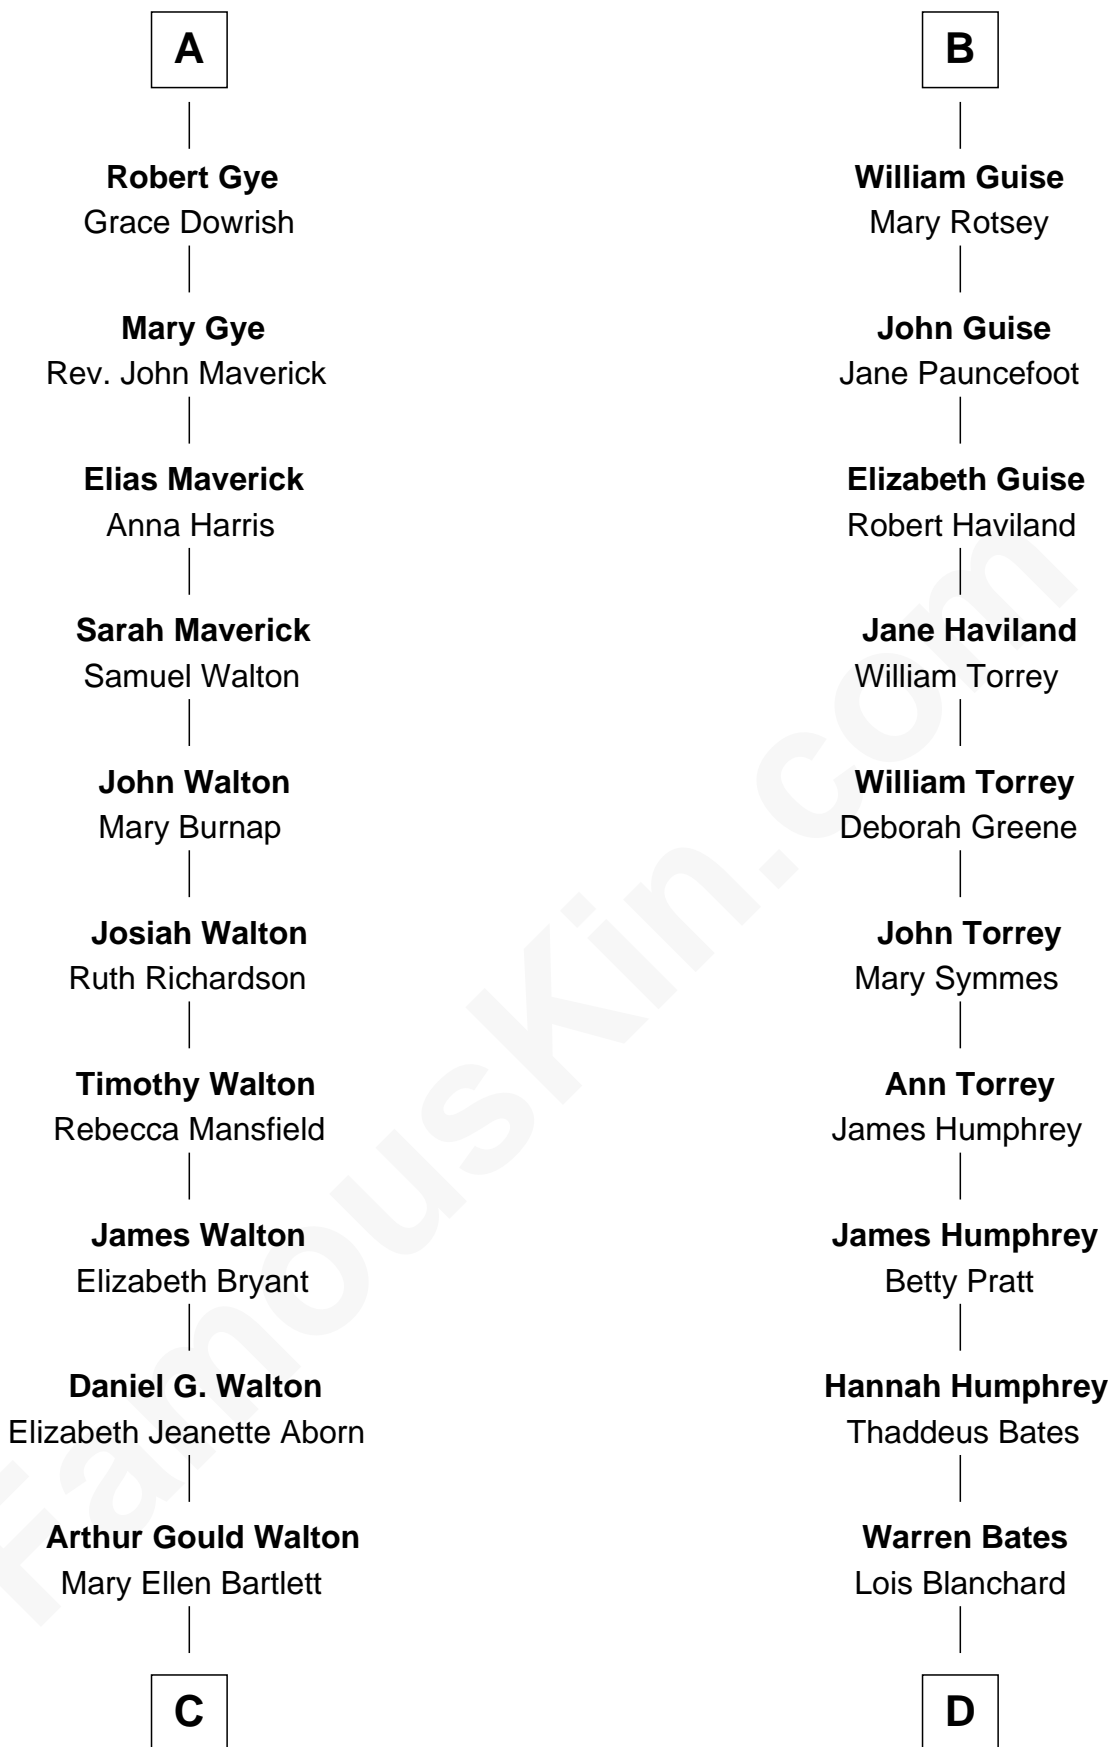 A
Robert Gye
Grace Dowrish
Mary Gye
Rev. John Maverick
Elias Maverick
Anna Harris
Sarah Maverick
Samuel Walton
John Walton
Mary Burnap
Josiah Walton
Ruth Richardson
Timothy Walton
Rebecca Mansfield
James Walton
Elizabeth Bryant
Daniel G. Walton
Elizabeth Jeanette Aborn
Arthur Gould Walton
Mary Ellen Bartlett
C
B
William Guise
Mary Rotsey
John Guise
Jane Pauncefoot
Elizabeth Guise
Robert Haviland
Jane Haviland
William Torrey
William Torrey
Deborah Greene
John Torrey
Mary Symmes
Ann Torrey
James Humphrey
James Humphrey
Betty Pratt
Hannah Humphrey
Thaddeus Bates
Warren Bates
Lois Blanchard
D
FamousKin.com